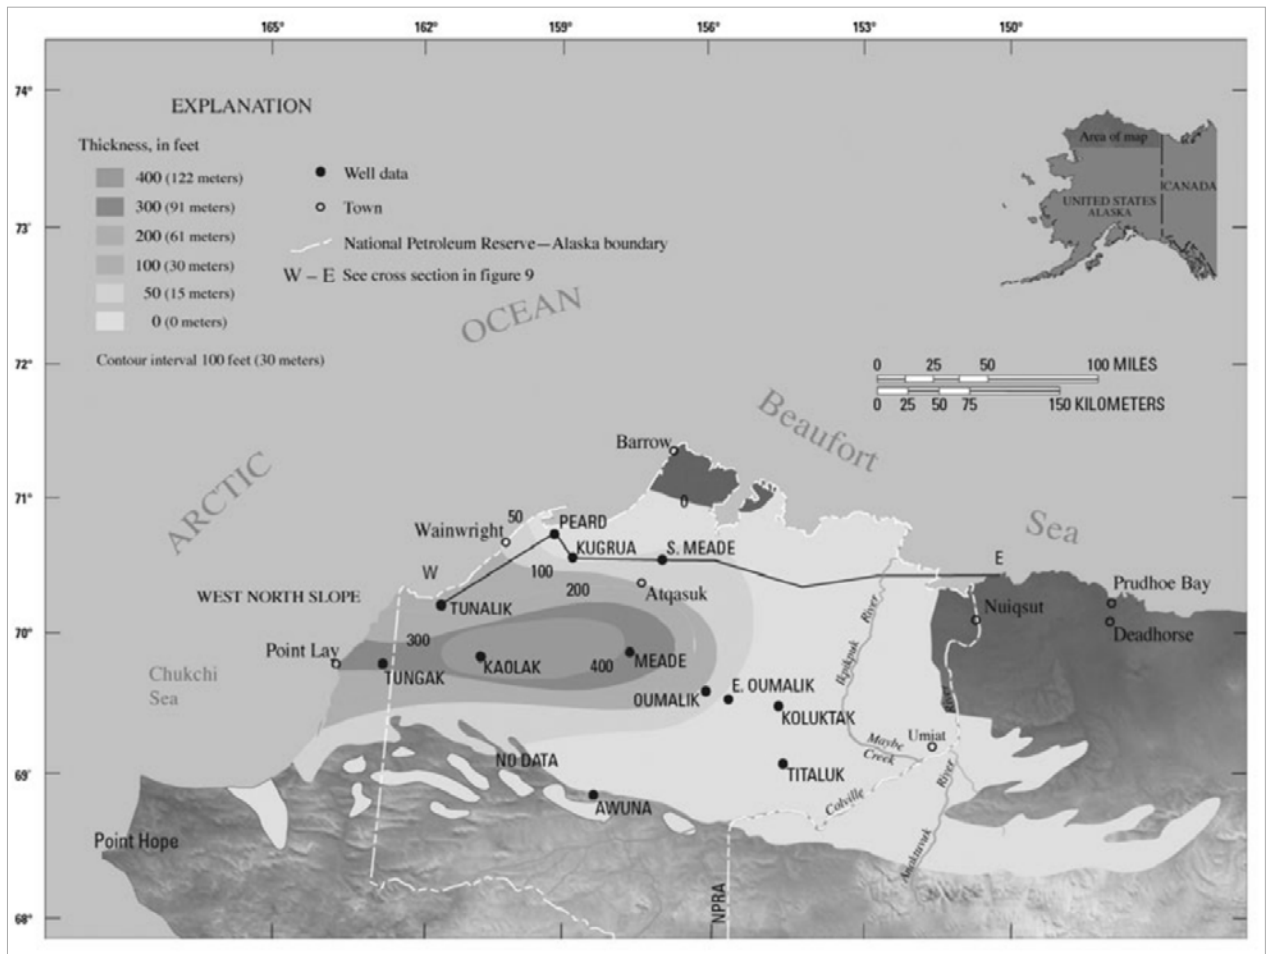 165°
162°
159°
156°
153°
150°
74°
73°
72°
71°
70°
69°
68°
EXPLANATION
Thickness, in feet
400 (122 meters)
300 (91 meters)
200 (61 meters)
100 (30 meters)
50 (15 meters)
0 (0 meters)
Contour interval 100 feet (30 meters)
Well data
Town
National Petroleum Reserve—Alaska boundary
W – E See cross section in figure 9
Area of map
CANADA
UNITED STATES
ALASKA
0 25 50 100 MILES
0 25 50 75 150 KILOMETERS
ARCTIC
OCEAN
Beaufort
Sea
Barrow
0
50
Wainwright
PEARD
KUGRUA
S. MEADE
E
W
100
200
Atqasuk
Prudhoe Bay
Nuiqsut
Deadhorse
WEST NORTH SLOPE
TUNALIK
300
Point Lay
TUNGAK
KAOLAK
400
MEADE
Chukchi
Sea
OUMALIK
E. OUMALIK
KOLUKTAK
Ikpikpuk
River
River
Umiat
Maybe
Creek
NO DATA
TITALUK
AWUNA
Colville
River
Anaktuvuk
Point Hope
NPRA